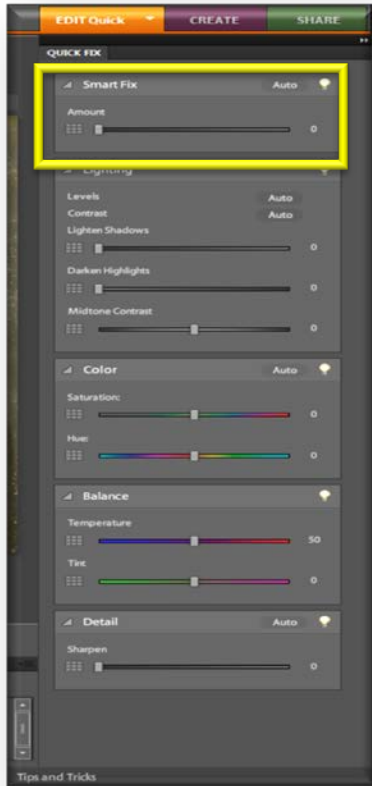 EDIT Quick CREATE SHARE
QUICK FIX
Smart Fix Auto
Amount
0
Lighting
Levels Auto
Contrast Auto
Lighten Shadows
0
Darken Highlights
0
Midtone Contrast
0
Color Auto
Saturation:
0
Hue:
0
Balance
Temperature
50
Tint
0
Detail Auto
Sharpen
0
Tips and Tricks